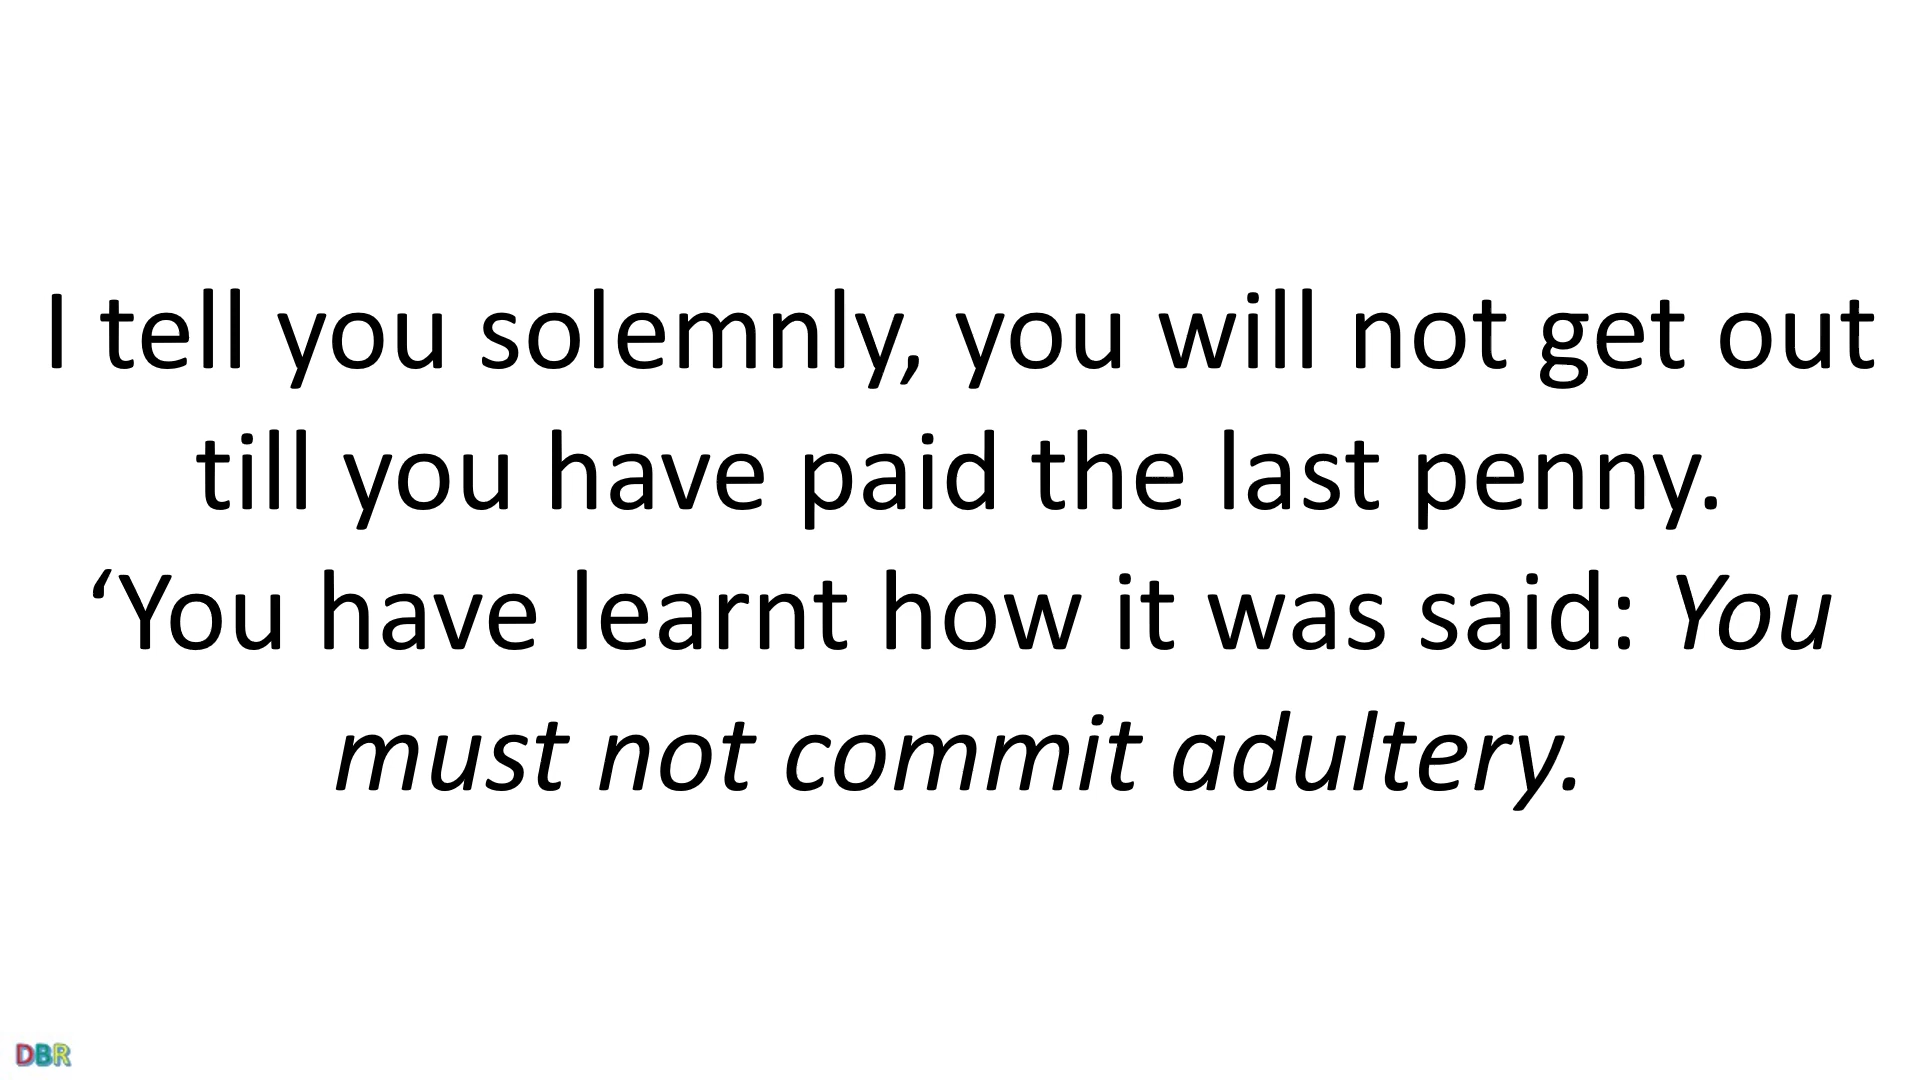 I tell you solemnly, you will not get out
till you have paid the last penny.
‘You have learnt how it was said: You
must not commit adultery.
DBR